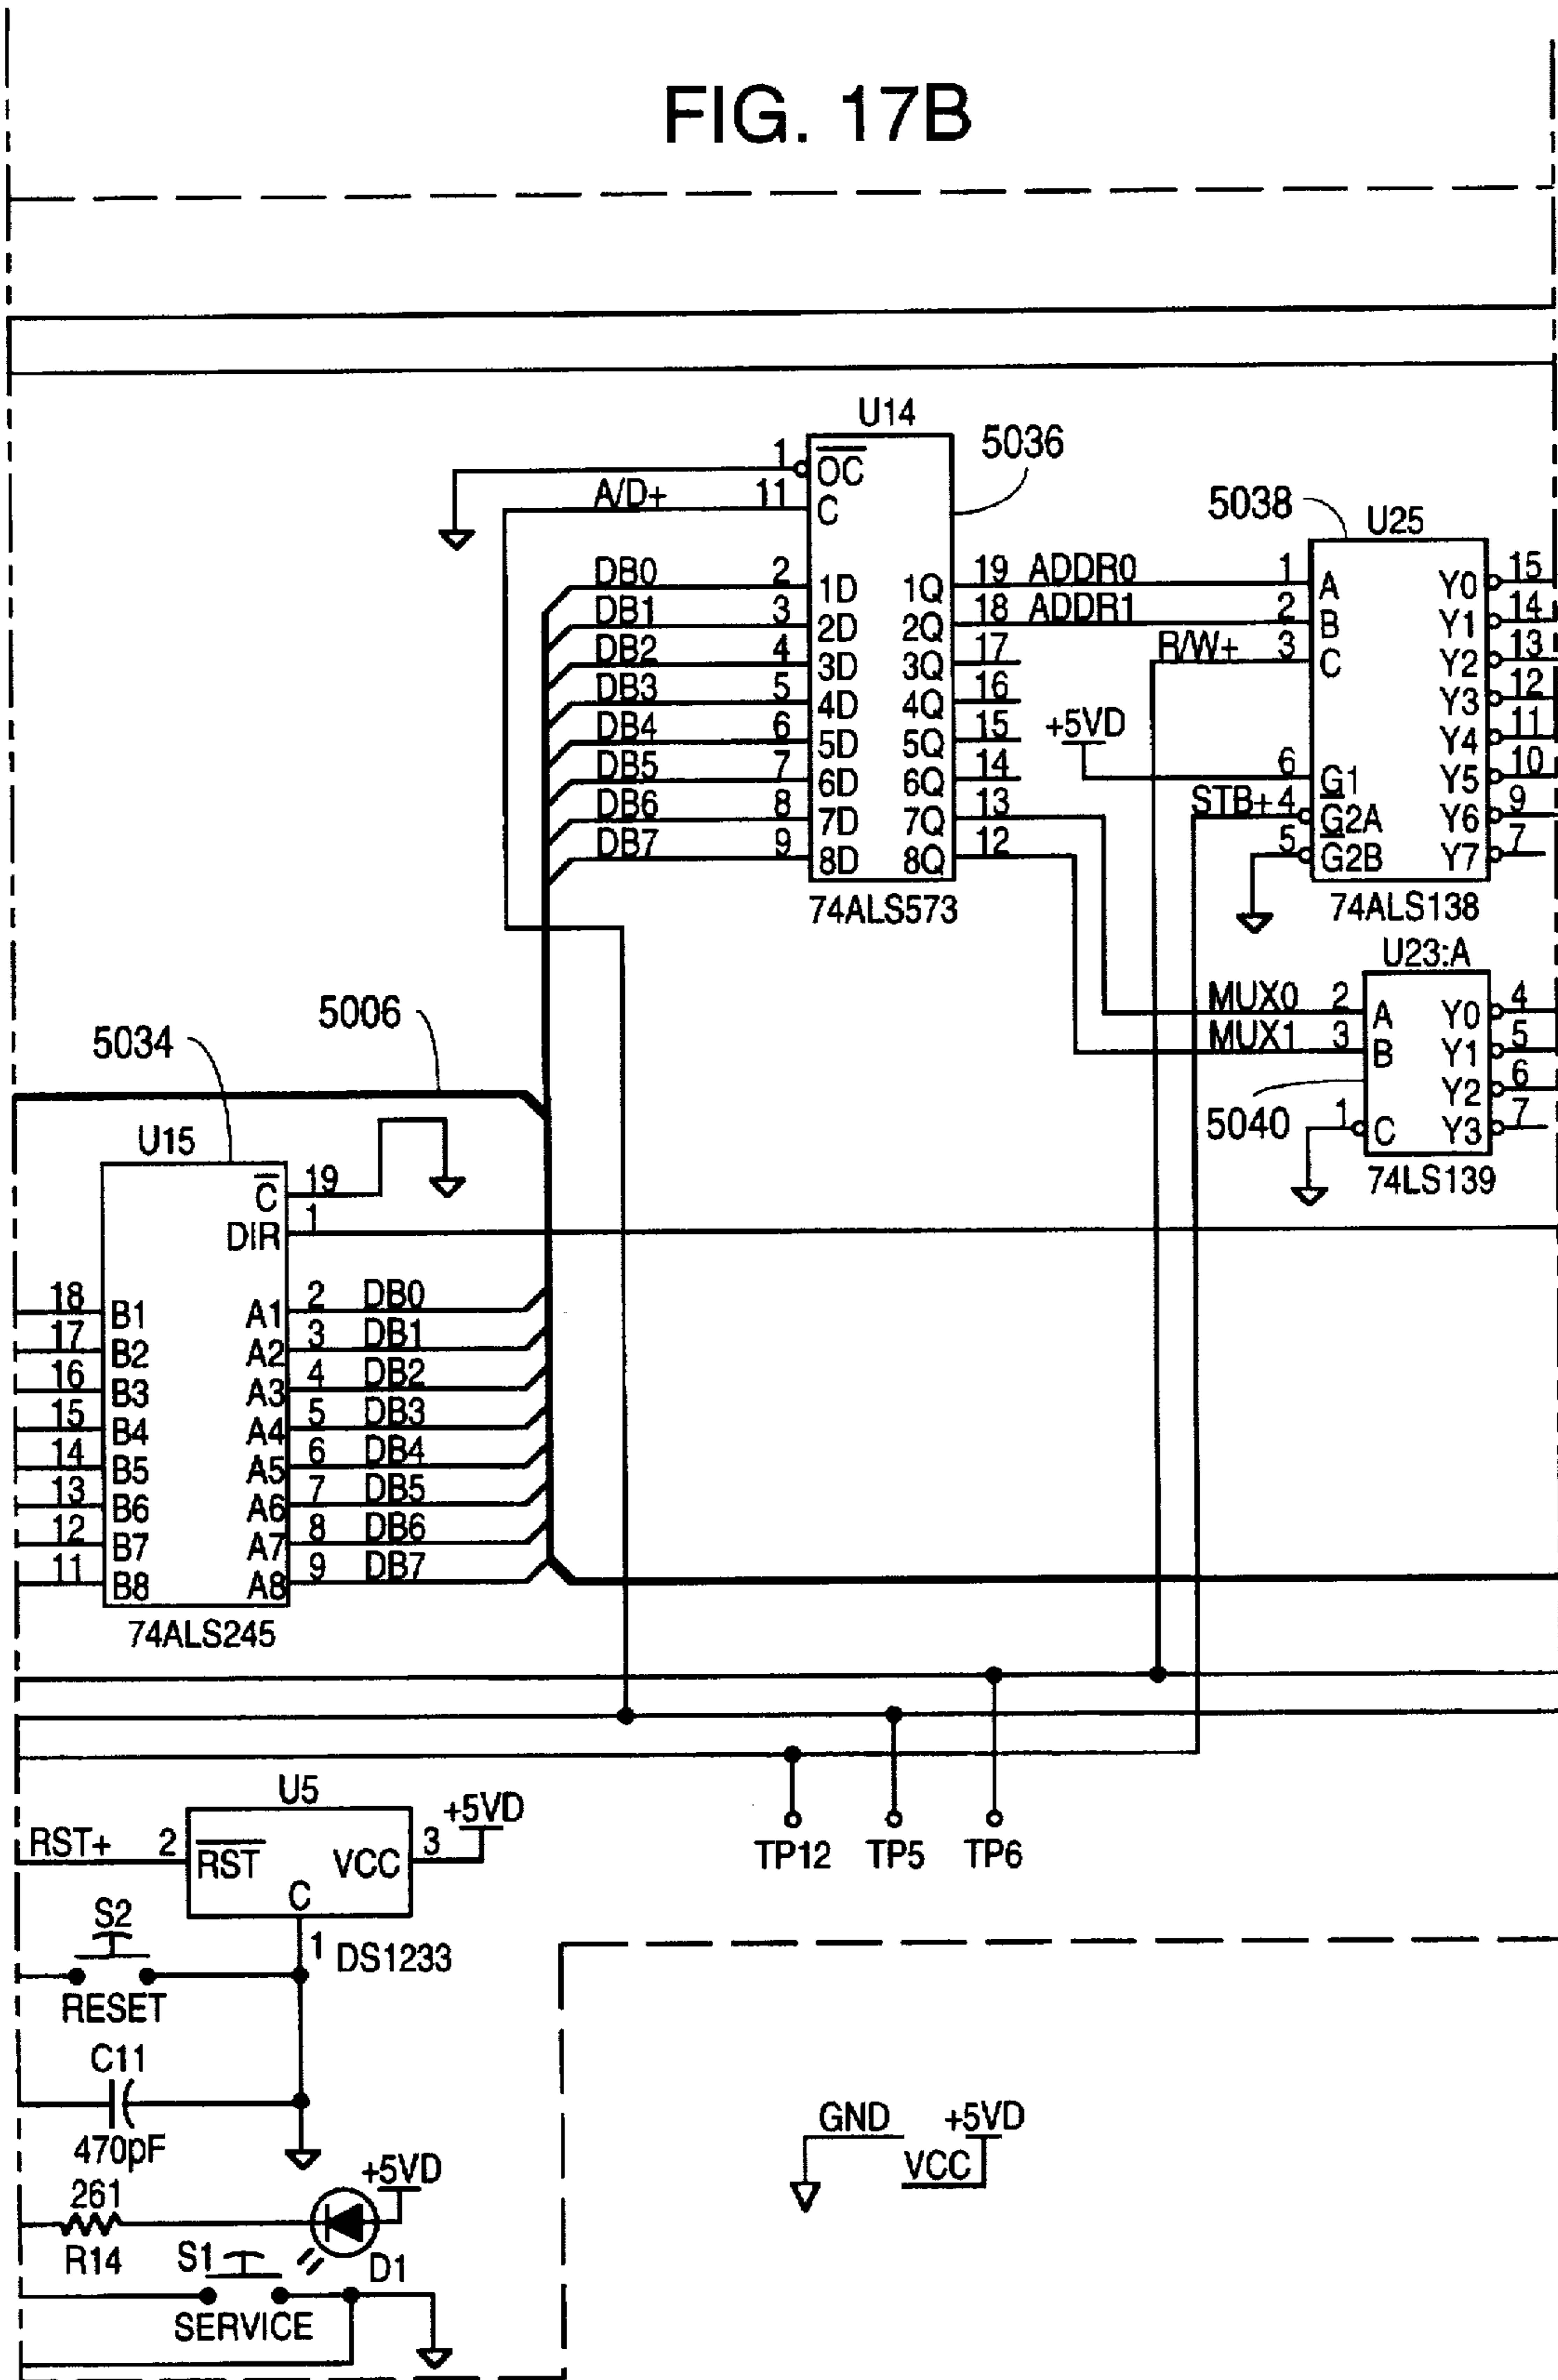 FIG. 17B
U14
5036
1 OC
A/D+ 11 C
5038
U25
DB0 2 1D 1Q 19 ADDR0 1 A Y0 15
DB1 3 2D 2Q 18 ADDR1 2 B Y1 14
DB2 4 3D 3Q 17 R/W+ 3 C Y2 13
DB3 5 4D 4Q 16 Y3 12
DB4 6 5D 5Q 15 +5VD Y4 11
DB5 7 6D 6Q 14 6 G1 Y5 10
DB6 8 7D 7Q 13 STB+ 4 G2A Y6 9
DB7 9 8D 8Q 12 5 G2B Y7 7
74ALS573
74ALS138
U23:A
MUX0 2 A Y0 4
MUX1 3 B Y1 5
Y2 6
5040 1 C Y3 7
74LS139
5006
5034
U15
C 19
DIR 1
18 B1 A1 2 DB0
17 B2 A2 3 DB1
16 B3 A3 4 DB2
15 B4 A4 5 DB3
14 B5 A5 6 DB4
13 B6 A6 7 DB5
12 B7 A7 8 DB6
11 B8 A8 9 DB7
74ALS245
TP12 TP5 TP6
U5
RST+ 2 RST VCC 3 +5VD
C
1 DS1233
S2
RESET
C11
470pF
261
R14
+5VD
D1
S1
SERVICE
GND +5VD
VCC